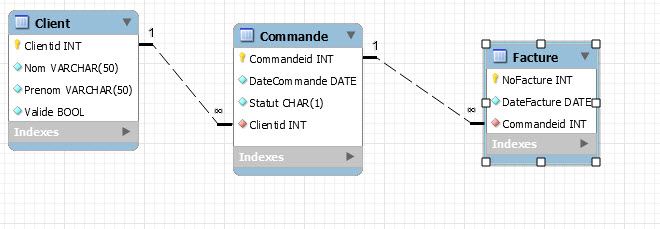 Client
Clientid INT
Nom VARCHAR(50)
Prenom VARCHAR(50)
Valide BOOL
Indexes
1
∞
Commande
Commandeid INT
DateCommande DATE
Statut CHAR(1)
Clientid INT
Indexes
1
∞
Facture
NoFacture INT
DateFacture DATE
Commandeid INT
Indexes